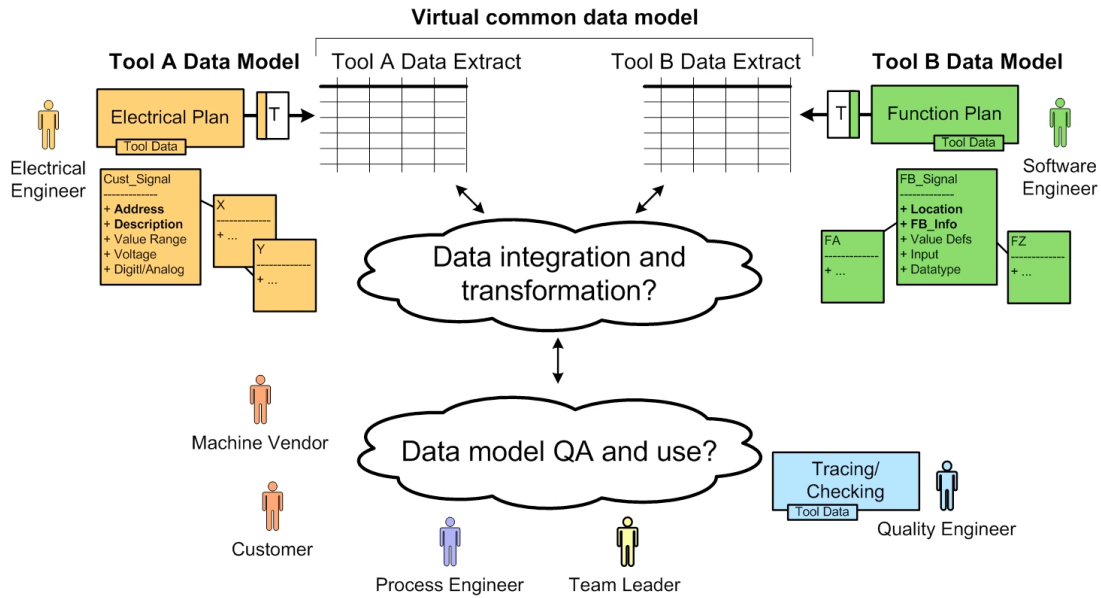 Virtual common data model
Tool A Data Model
Tool A Data Extract
Tool B Data Extract
Tool B Data Model
Electrical Plan
Tool Data
T
T
Function Plan
Tool Data
Electrical
Engineer
Software
Engineer
Cust_Signal
-------------
+ Address
+ Description
+ Value Range
+ Voltage
+ Digitl/Analog
X
-------------
+ ...
Y
-------------
+ ...
FB_Signal
-------------
+ Location
+ FB_Info
+ Value Defs
+ Input
+ Datatype
FA
-------------
+ ...
FZ
-------------
+ ...
Data integration and
transformation?
Machine Vendor
Data model QA and use?
Customer
Tracing/
Checking
Tool Data
Quality Engineer
Process Engineer
Team Leader